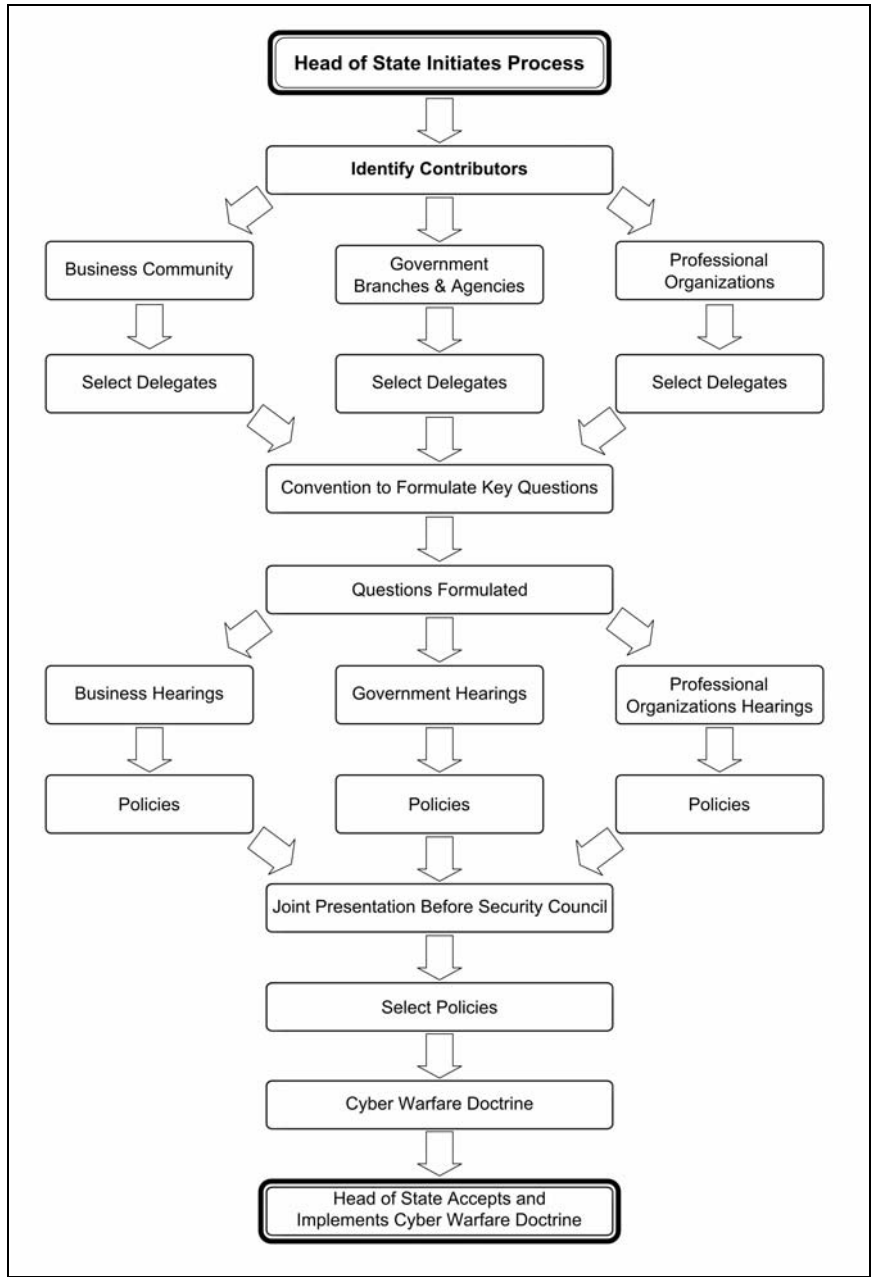 Head of State Initiates Process
Identify Contributors
Business Community
Government
Branches & Agencies
Professional
Organizations
Select Delegates
Select Delegates
Select Delegates
Convention to Formulate Key Questions
Questions Formulated
Business Hearings
Government Hearings
Professional
Organizations Hearings
Policies
Policies
Policies
Joint Presentation Before Security Council
Select Policies
Cyber Warfare Doctrine
Head of State Accepts and
Implements Cyber Warfare Doctrine